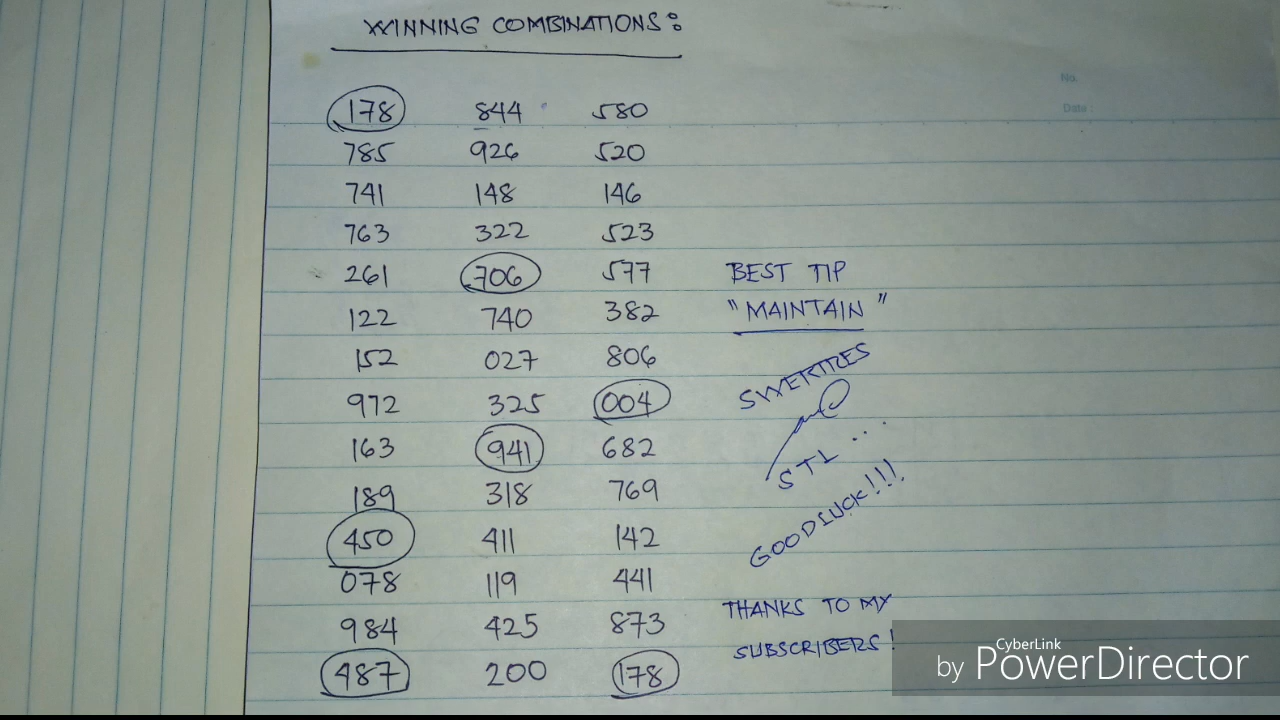 WINNING COMBINATIONS:
No.
Date :
178 844 580
785 926 520
741 148 146
763 322 523
261 706 577
122 740 382
152 027 806
972 325 004
163 941 682
189 318 769
450 411 142
078 119 441
984 425 873
487 200 178
BEST TIP
"MAINTAIN"
SWERTRES
STL ...
GOODLUCK!!!
THANKS TO MY
SUBSCRIBERS!
CyberLink
by PowerDirector